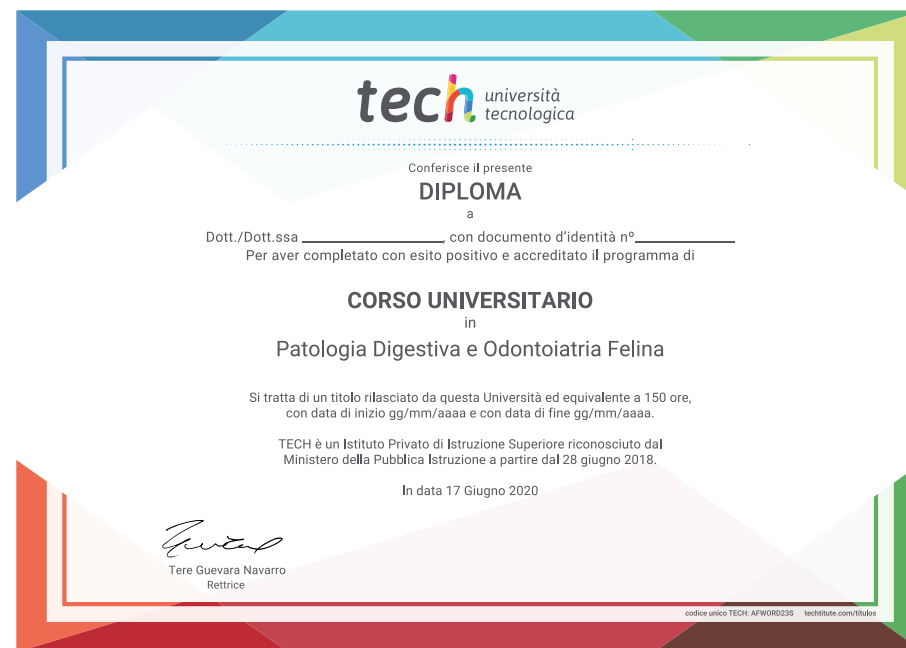 tech università
tecnologica
Conferisce il presente
DIPLOMA
a
Dott./Dott.ssa ____________________, con documento d'identità nº______________
Per aver completato con esito positivo e accreditato il programma di
CORSO UNIVERSITARIO
in
Patologia Digestiva e Odontoiatria Felina
Si tratta di un titolo rilasciato da questa Università ed equivalente a 150 ore,
con data di inizio gg/mm/aaaa e con data di fine gg/mm/aaaa.
TECH è un Istituto Privato di Istruzione Superiore riconosciuto dal
Ministero della Pubblica Istruzione a partire dal 28 giugno 2018.
In data 17 Giugno 2020
Tere Guevara Navarro
Rettrice
codice unico TECH: AFWORD23S techtitute.com/títulos